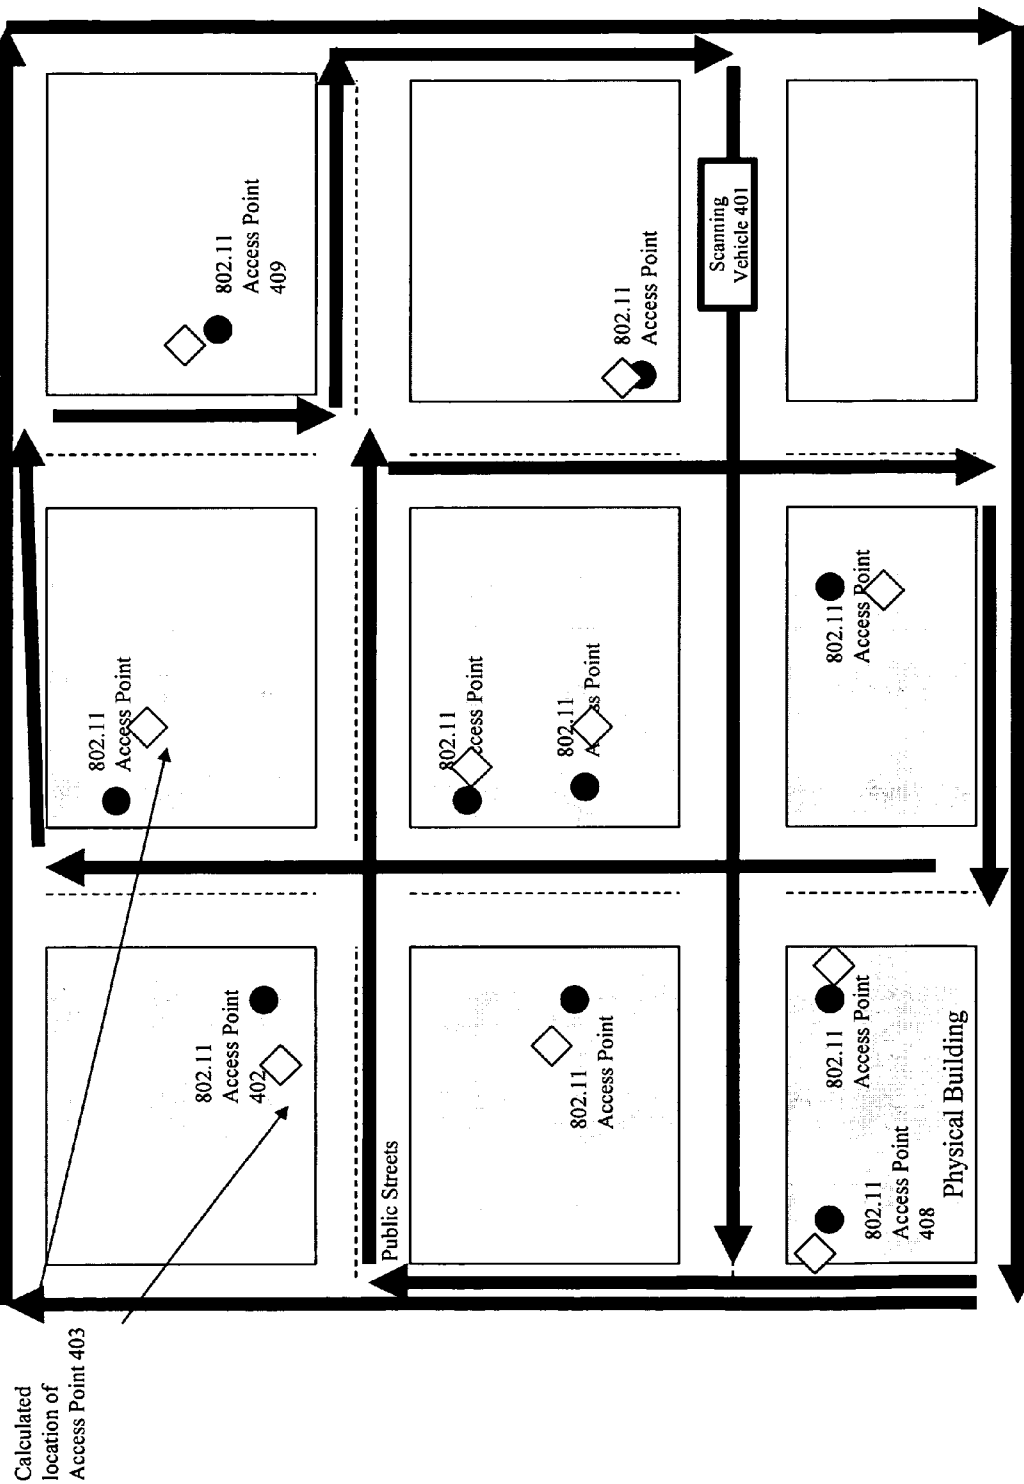 Calculated
location of
Access Point 403
802.11
Access Point
802.11
Access Point
402
802.11
Access Point
409
Public Streets
802.11
Access Point
802.11
Access Point
802.11
Access Point
802.11
Access Point
Scanning
Vehicle 401
802.11
Access Point
802.11
Access Point
802.11
Access Point
408
Physical Building